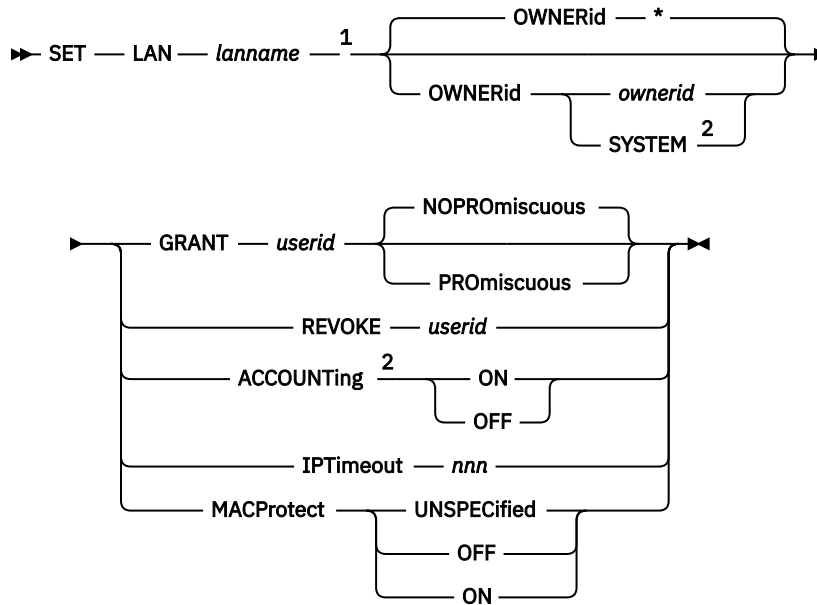 OWNERid *
SET LAN lanname 1
OWNERid ownerid
SYSTEM 2
NOPROmiscuous
GRANT userid
PROmiscuous
REVOKE userid
ACCOUNTing 2 ON
OFF
IPTimeout nnn
MACProtect UNSPECified
OFF
ON